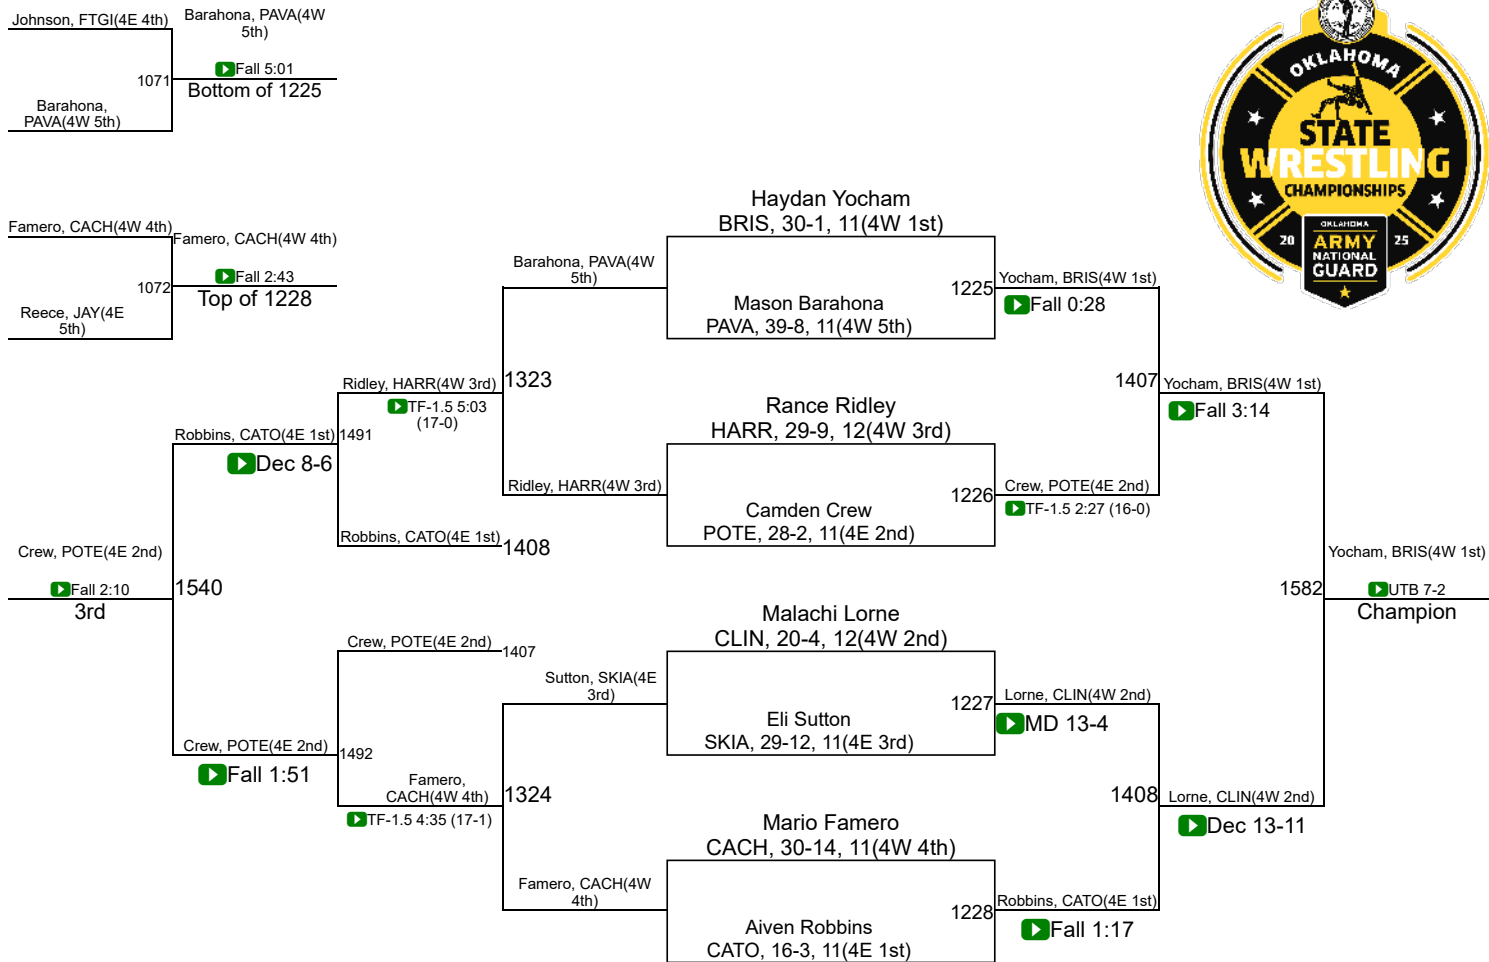 Johnson, FTGI(4E 4th)
Barahona, PAVA(4W
5th)
1071
Fall 5:01
Bottom of 1225
Barahona,
PAVA(4W 5th)
OKLAHOMA
STATE
WRESTLING
CHAMPIONSHIPS
20
25
OKLAHOMA
ARMY
NATIONAL
GUARD
Famero, CACH(4W 4th)
Famero, CACH(4W 4th)
1072
Fall 2:43
Top of 1228
Reece, JAY(4E
5th)
Haydan Yocham
BRIS, 30-1, 11(4W 1st)
Barahona, PAVA(4W
5th)
1225
Yocham, BRIS(4W 1st)
Fall 0:28
Mason Barahona
PAVA, 39-8, 11(4W 5th)
Ridley, HARR(4W 3rd)
1323
TF-1.5 5:03
(17-0)
1407
Yocham, BRIS(4W 1st)
Fall 3:14
Rance Ridley
HARR, 29-9, 12(4W 3rd)
Robbins, CATO(4E 1st)
1491
Dec 8-6
Ridley, HARR(4W 3rd)
1226
Crew, POTE(4E 2nd)
TF-1.5 2:27 (16-0)
Camden Crew
POTE, 28-2, 11(4E 2nd)
Robbins, CATO(4E 1st)
1408
Crew, POTE(4E 2nd)
Fall 2:10
3rd
1540
1582
Yocham, BRIS(4W 1st)
UTB 7-2
Champion
Malachi Lorne
CLIN, 20-4, 12(4W 2nd)
Crew, POTE(4E 2nd)
1407
Sutton, SKIA(4E
3rd)
1227
Lorne, CLIN(4W 2nd)
MD 13-4
Eli Sutton
SKIA, 29-12, 11(4E 3rd)
Crew, POTE(4E 2nd)
1492
Fall 1:51
Famero,
CACH(4W 4th)
1324
TF-1.5 4:35 (17-1)
1408
Lorne, CLIN(4W 2nd)
Dec 13-11
Mario Famero
CACH, 30-14, 11(4W 4th)
Famero, CACH(4W
4th)
1228
Robbins, CATO(4E 1st)
Fall 1:17
Aiven Robbins
CATO, 16-3, 11(4E 1st)